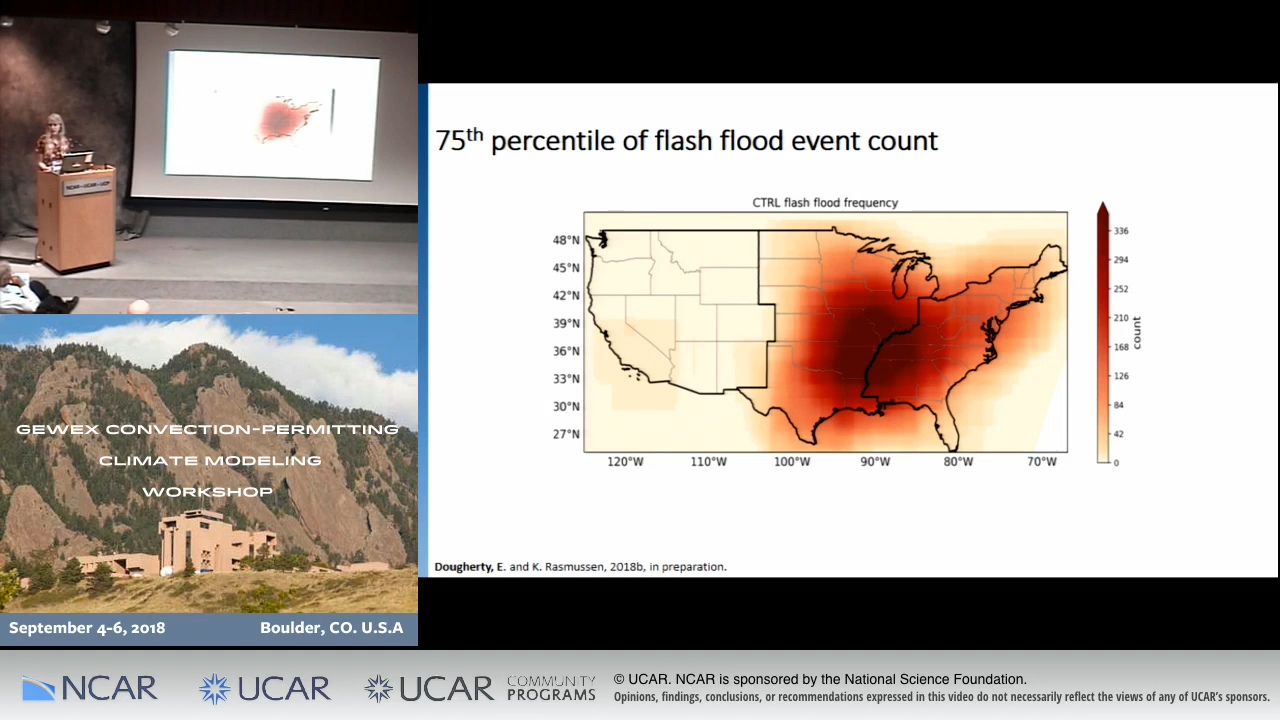 NCAR-UCAR-UCP
GEWEX CONVECTION-PERMITTING
CLIMATE MODELING
WORKSHOP
September 4-6, 2018
Boulder, CO. U.S.A
75th percentile of flash flood event count
CTRL flash flood frequency
48°N
45°N
42°N
39°N
36°N
33°N
30°N
27°N
120°W
110°W
100°W
90°W
80°W
70°W
336
294
252
210
168
126
84
42
0
count
Dougherty, E. and K. Rasmussen, 2018b, in preparation.
NCAR
UCAR
UCAR
COMMUNITY
PROGRAMS
© UCAR. NCAR is sponsored by the National Science Foundation.
Opinions, findings, conclusions, or recommendations expressed in this video do not necessarily reflect the views of any of UCAR's sponsors.